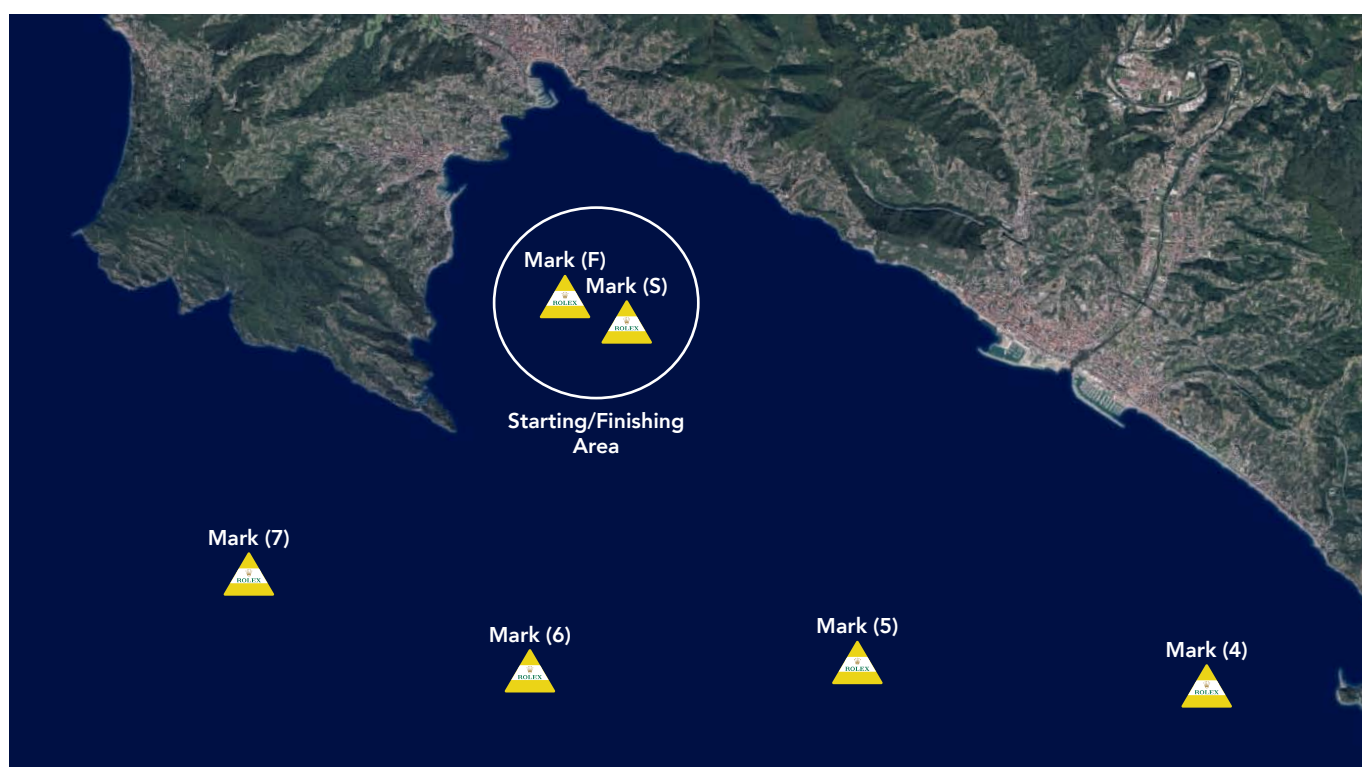 Mark (F)
ROLEX
Mark (S)
ROLEX
Starting/Finishing
Area
Mark (7)
ROLEX
Mark (6)
ROLEX
Mark (5)
ROLEX
Mark (4)
ROLEX